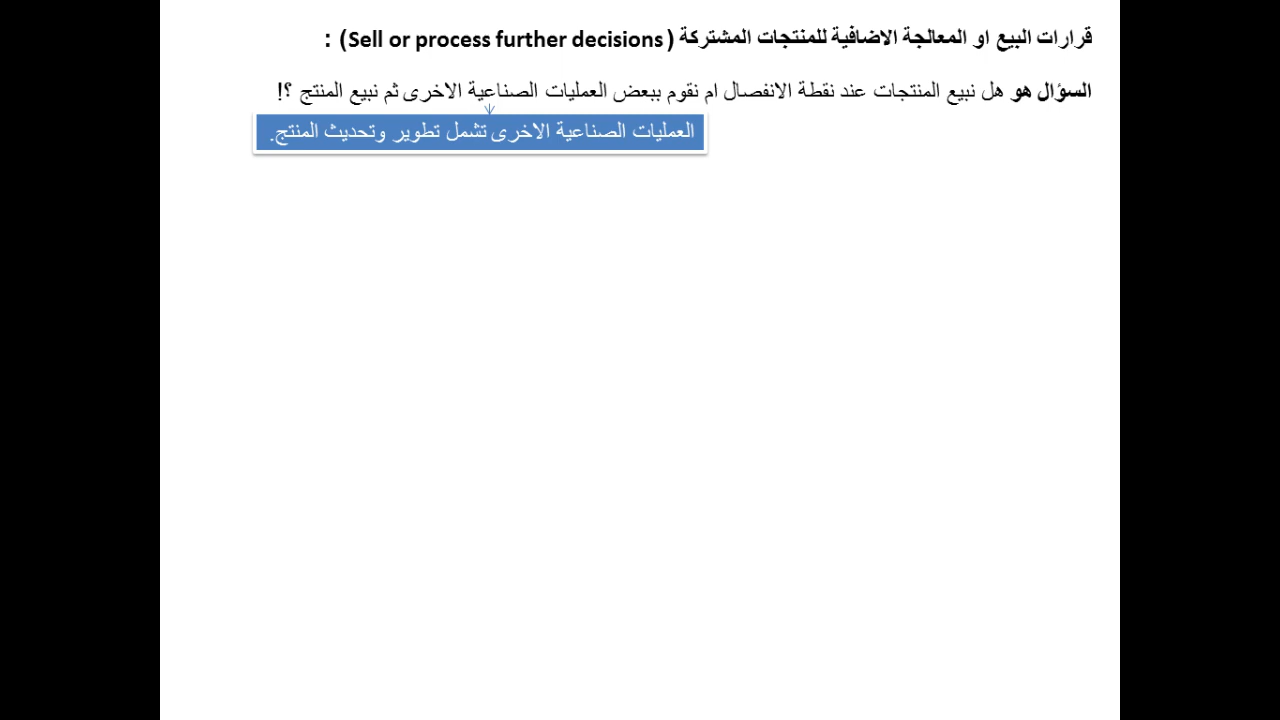 قرارات البيع او المعالجة الاضافية للمنتجات المشتركة ( Sell or process further decisions) :
السؤال هو هل نبيع المنتجات عند نقطة الانفصال ام نقوم ببعض العمليات الصناعية الاخرى ثم نبيع المنتج ؟!
العمليات الصناعية الاخرى تشمل تطوير وتحديث المنتج.